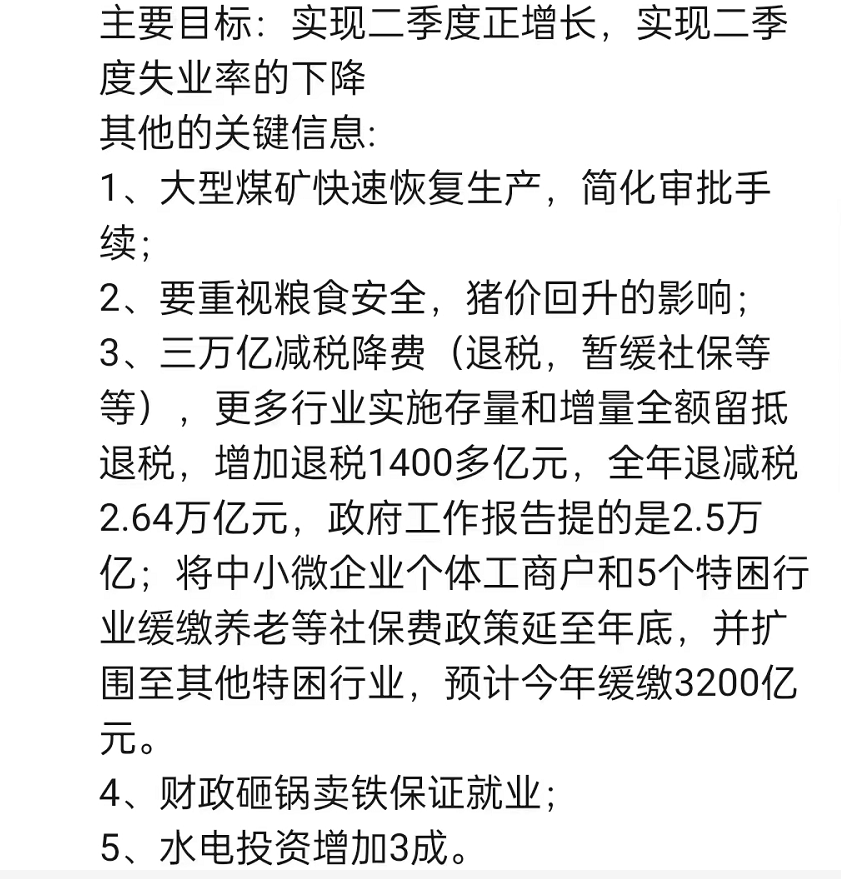 主要目标：实现二季度正增长，实现二季
度失业率的下降
其他的关键信息:
1、大型煤矿快速恢复生产，简化审批手
续；
2、要重视粮食安全，猪价回升的影响；
3、三万亿减税降费（退税，暂缓社保等
等），更多行业实施存量和增量全额留抵
退税，增加退税1400多亿元，全年退减税
2.64万亿元，政府工作报告提的是2.5万
亿；将中小微企业个体工商户和5个特困行
业缓缴养老等社保费政策延至年底，并扩
围至其他特困行业，预计今年缓缴3200亿
元。
4、财政砸锅卖铁保证就业；
5、水电投资增加3成。